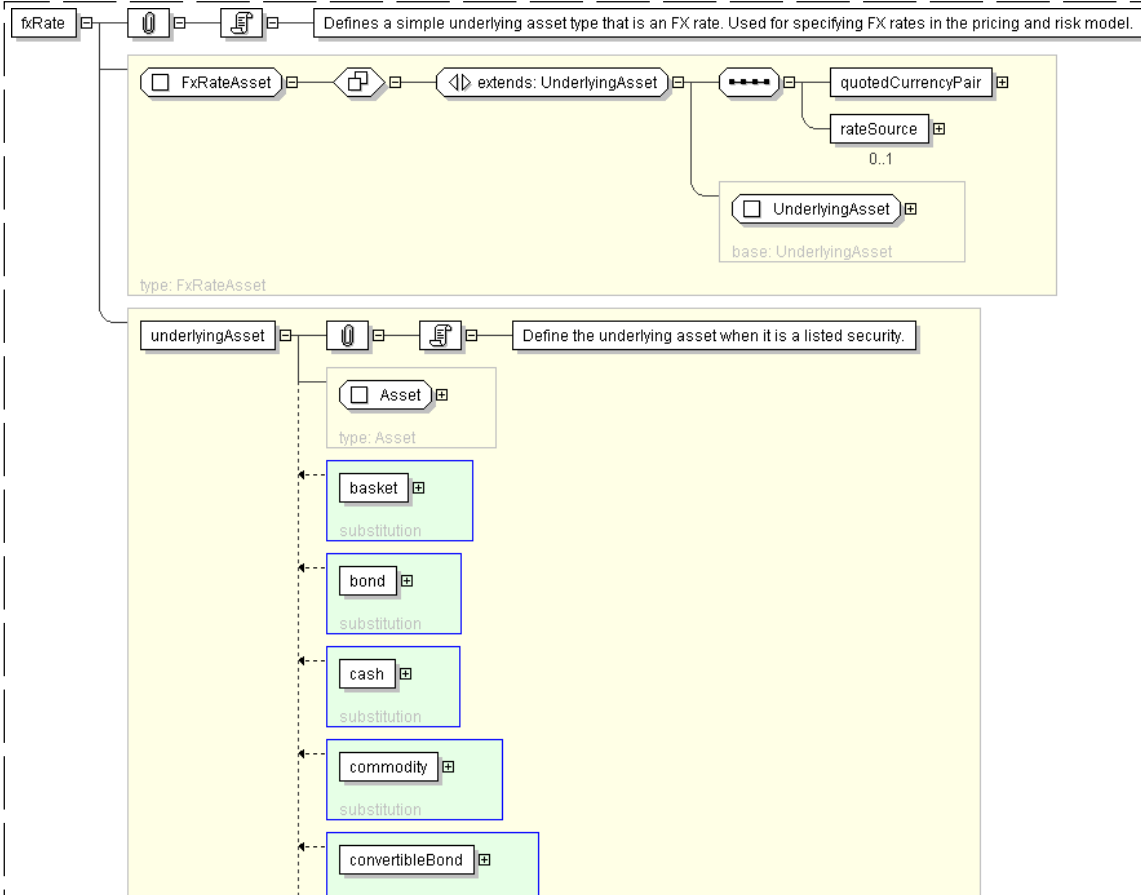 fxRate Defines a simple underlying asset type that is an FX rate. Used for specifying FX rates in the pricing and risk model.
FxRateAsset extends: UnderlyingAsset quotedCurrencyPair
rateSource
0..1
UnderlyingAsset
base: UnderlyingAsset
type: FxRateAsset
underlyingAsset Define the underlying asset when it is a listed security.
Asset
type: Asset
basket
substitution
bond
substitution
cash
substitution
commodity
substitution
convertibleBond